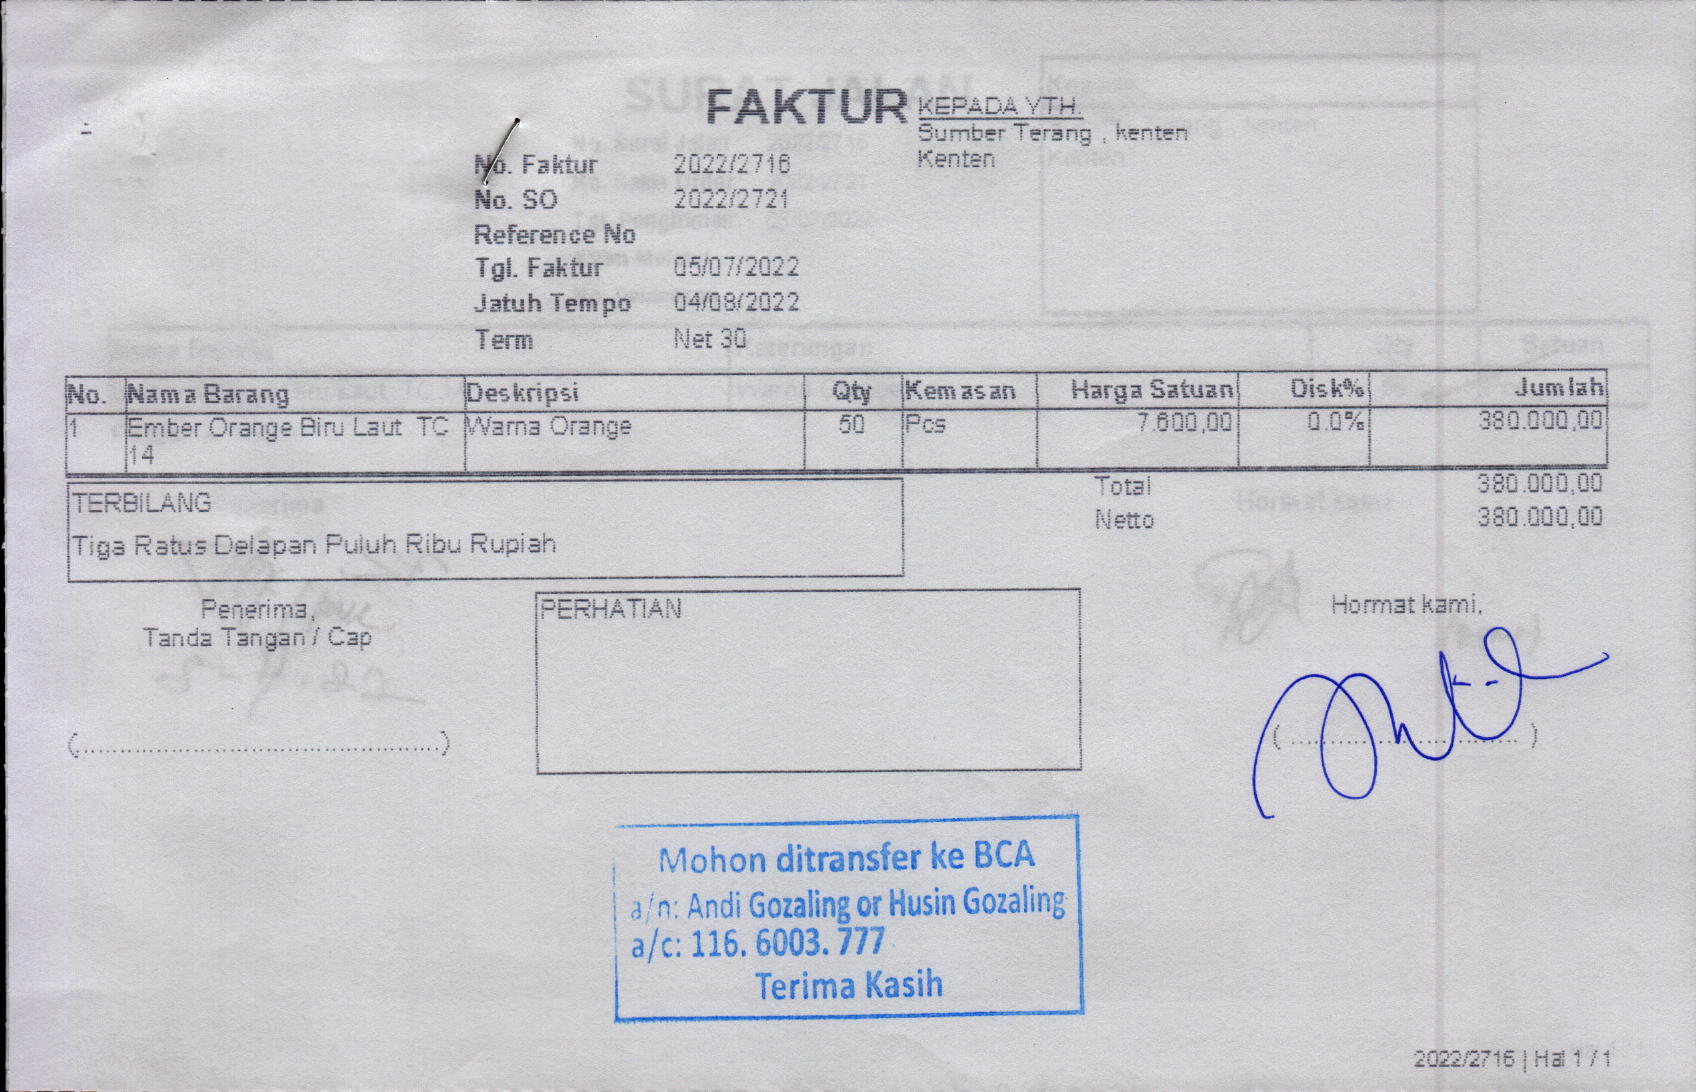 FAKTUR
KEPADA YTH.
Sumber Terang , kenten
Kenten
No. Faktur 2022/2716
No. SO 2022/2721
Reference No
Tgl. Faktur 05/07/2022
Jatuh Tempo 04/08/2022
Term Net 30
No. Nama Barang Deskripsi Qty Kemasan Harga Satuan Disk% Jumlah
1 Ember Orange Biru Laut TC Warna Orange 50 Pcs 7.600,00 0.0% 380.000,00
14
Total 380.000,00
Netto 380.000,00
TERBILANG
Tiga Ratus Delapan Puluh Ribu Rupiah
Penerima,
Tanda Tangan / Cap
PERHATIAN
Hormat kami,
Mohon ditransfer ke BCA
a/n: Andi Gozaling or Husin Gozaling
a/c: 116. 6003. 777
Terima Kasih
2022/2716 | Hal 1 / 1